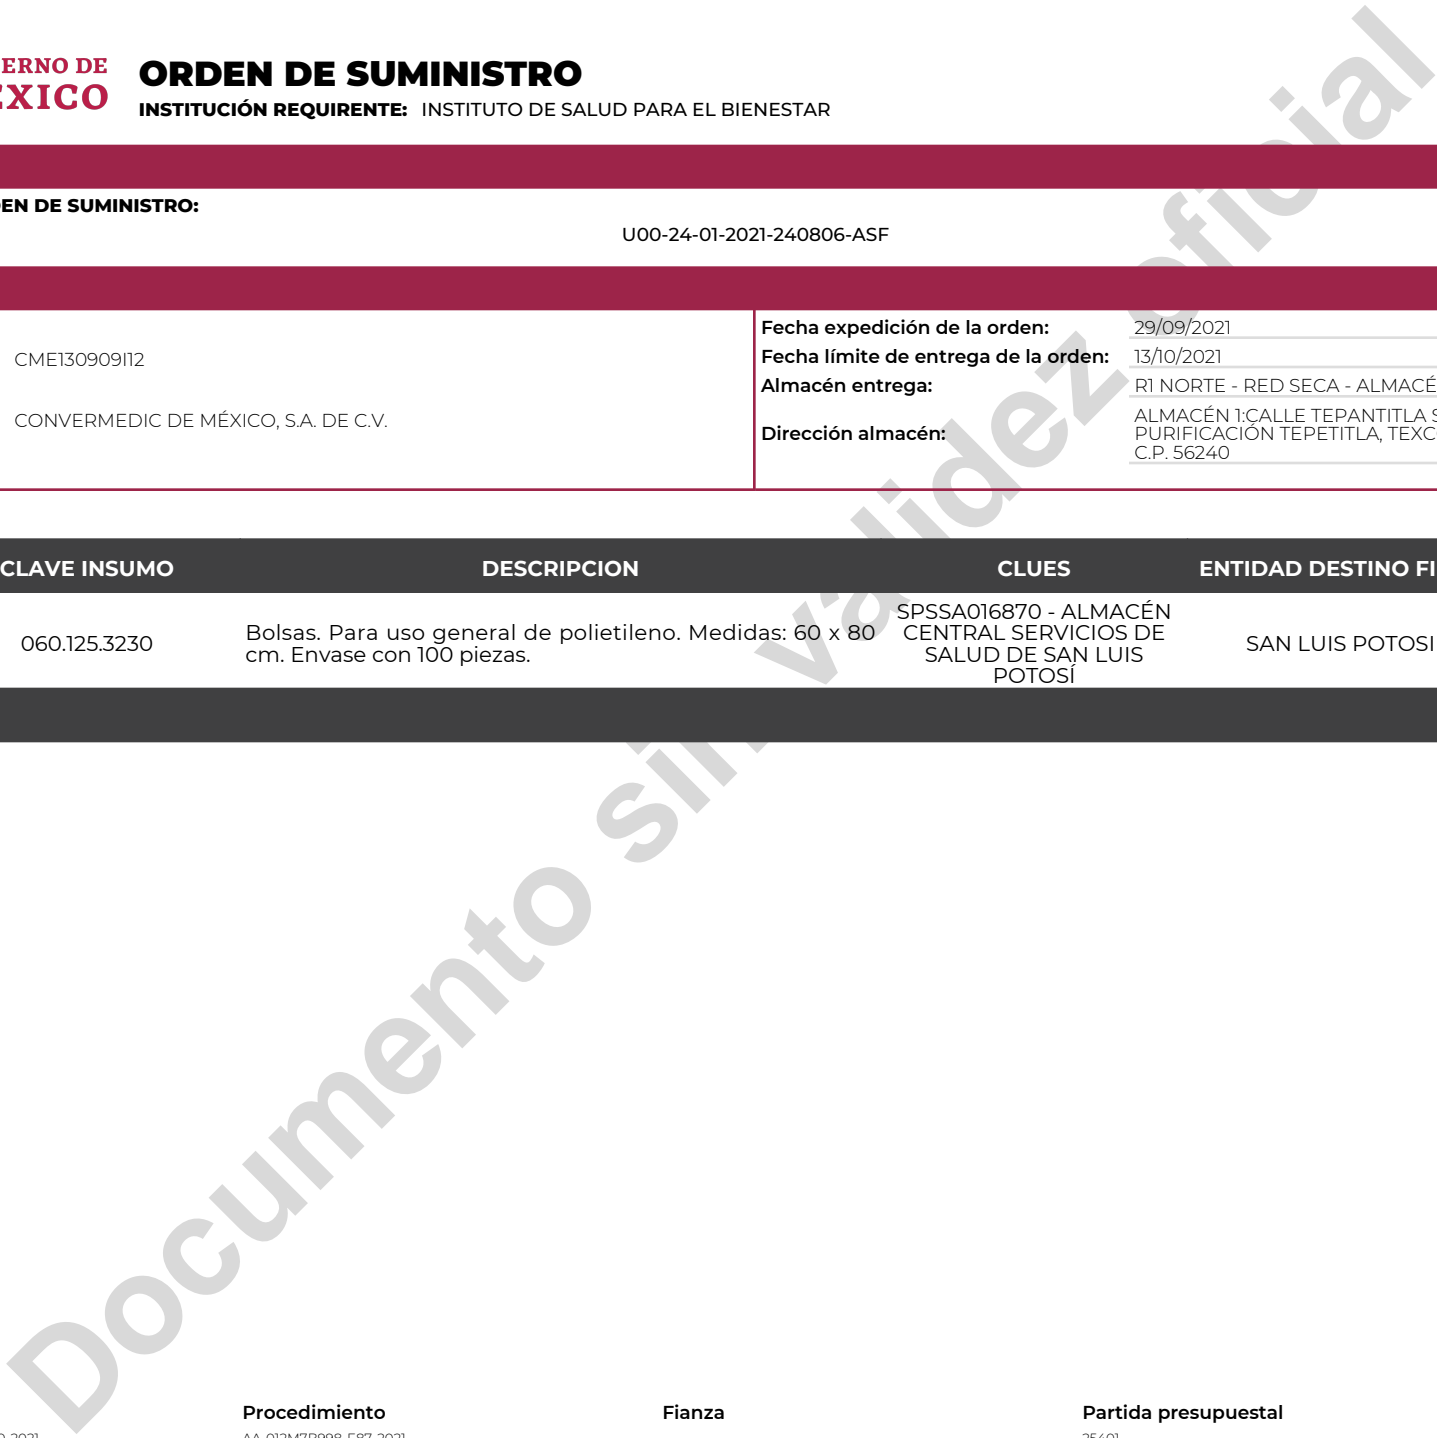 ORDEN DE SUMINISTRO
INSTITUCIÓN REQUIRENTE: INSTITUTO DE SALUD PARA EL BIENESTAR
ERNO DE
XICO
DE SUMINISTRO:
U00-24-01-2021-240806-ASF
CME130909I12
CONVERMEDIC DE MÉXICO, S.A. DE C.V.
Fecha expedición de la orden: 29/09/2021
Fecha límite de entrega de la orden: 13/10/2021
Almacén entrega: R1 NORTE - RED SECA - ALMACÉ
Dirección almacén:
ALMACÉN 1:CALLE TEPANTITLA S
PURIFICACIÓN TEPETITLA, TEXC
C.P. 56240
CLAVE INSUMO DESCRIPCION CLUES ENTIDAD DESTINO FI
060.125.3230
Bolsas. Para uso general de polietileno. Medidas: 60 x 80
cm. Envase con 100 piezas.
SPSSA016870 - ALMACÉN
CENTRAL SERVICIOS DE
SALUD DE SAN LUIS
POTOSÍ
SAN LUIS POTOSI
Documento sin validez oficial
Procedimiento Fianza Partida presupuestal